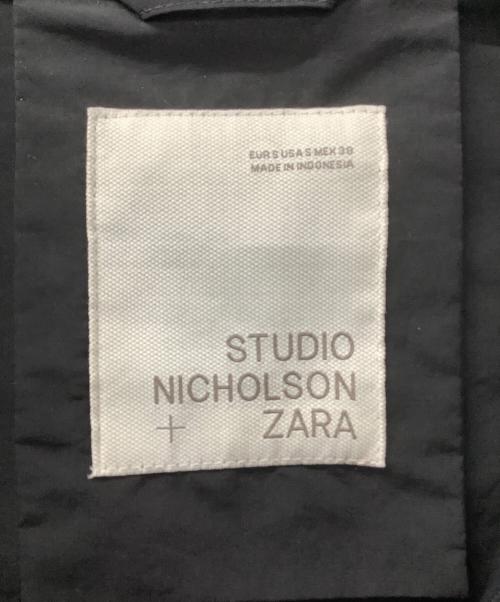 EUR S USA S MEX 38
MADE IN INDONESIA
STUDIO
NICHOLSON
+ ZARA